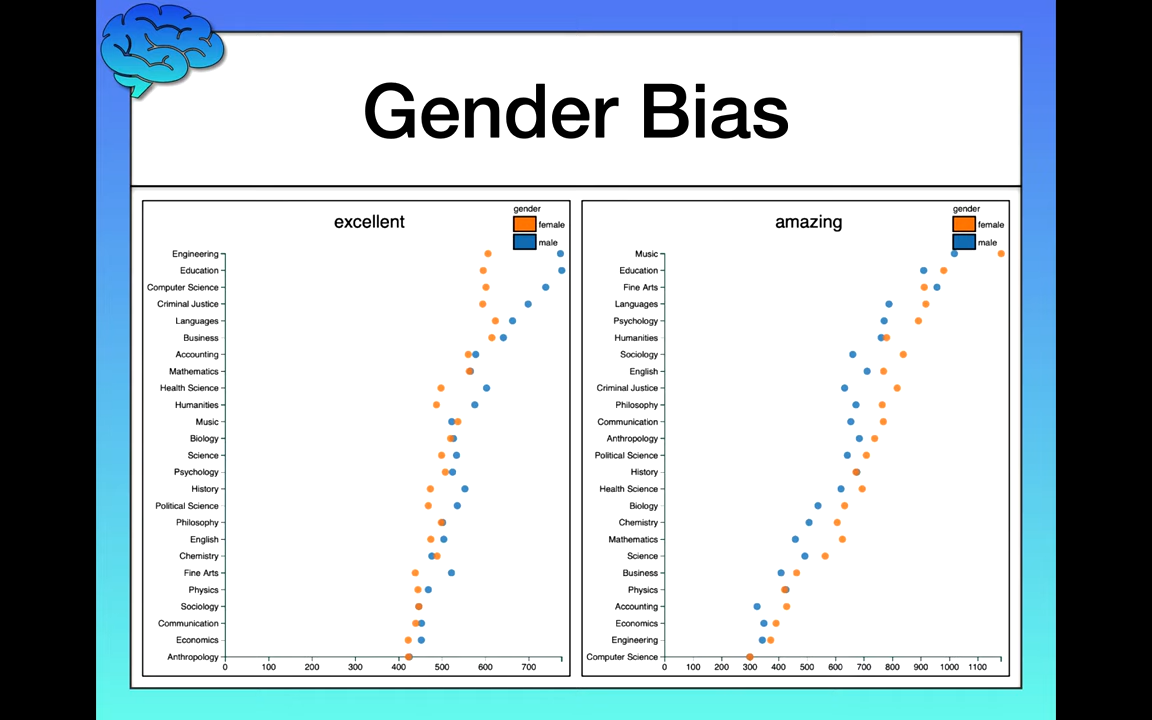 Gender Bias
excellent
gender
female
male
Engineering
Education
Computer Science
Criminal Justice
Languages
Business
Accounting
Mathematics
Health Science
Humanities
Music
Biology
Science
Psychology
History
Political Science
Philosophy
English
Chemistry
Fine Arts
Physics
Sociology
Communication
Economics
Anthropology
0 100 200 300 400 500 600 700
amazing
gender
female
male
Music
Education
Fine Arts
Languages
Psychology
Humanities
Sociology
English
Criminal Justice
Philosophy
Communication
Anthropology
Political Science
History
Health Science
Biology
Chemistry
Mathematics
Science
Business
Physics
Accounting
Economics
Engineering
Computer Science
0 100 200 300 400 500 600 700 800 900 1000 1100